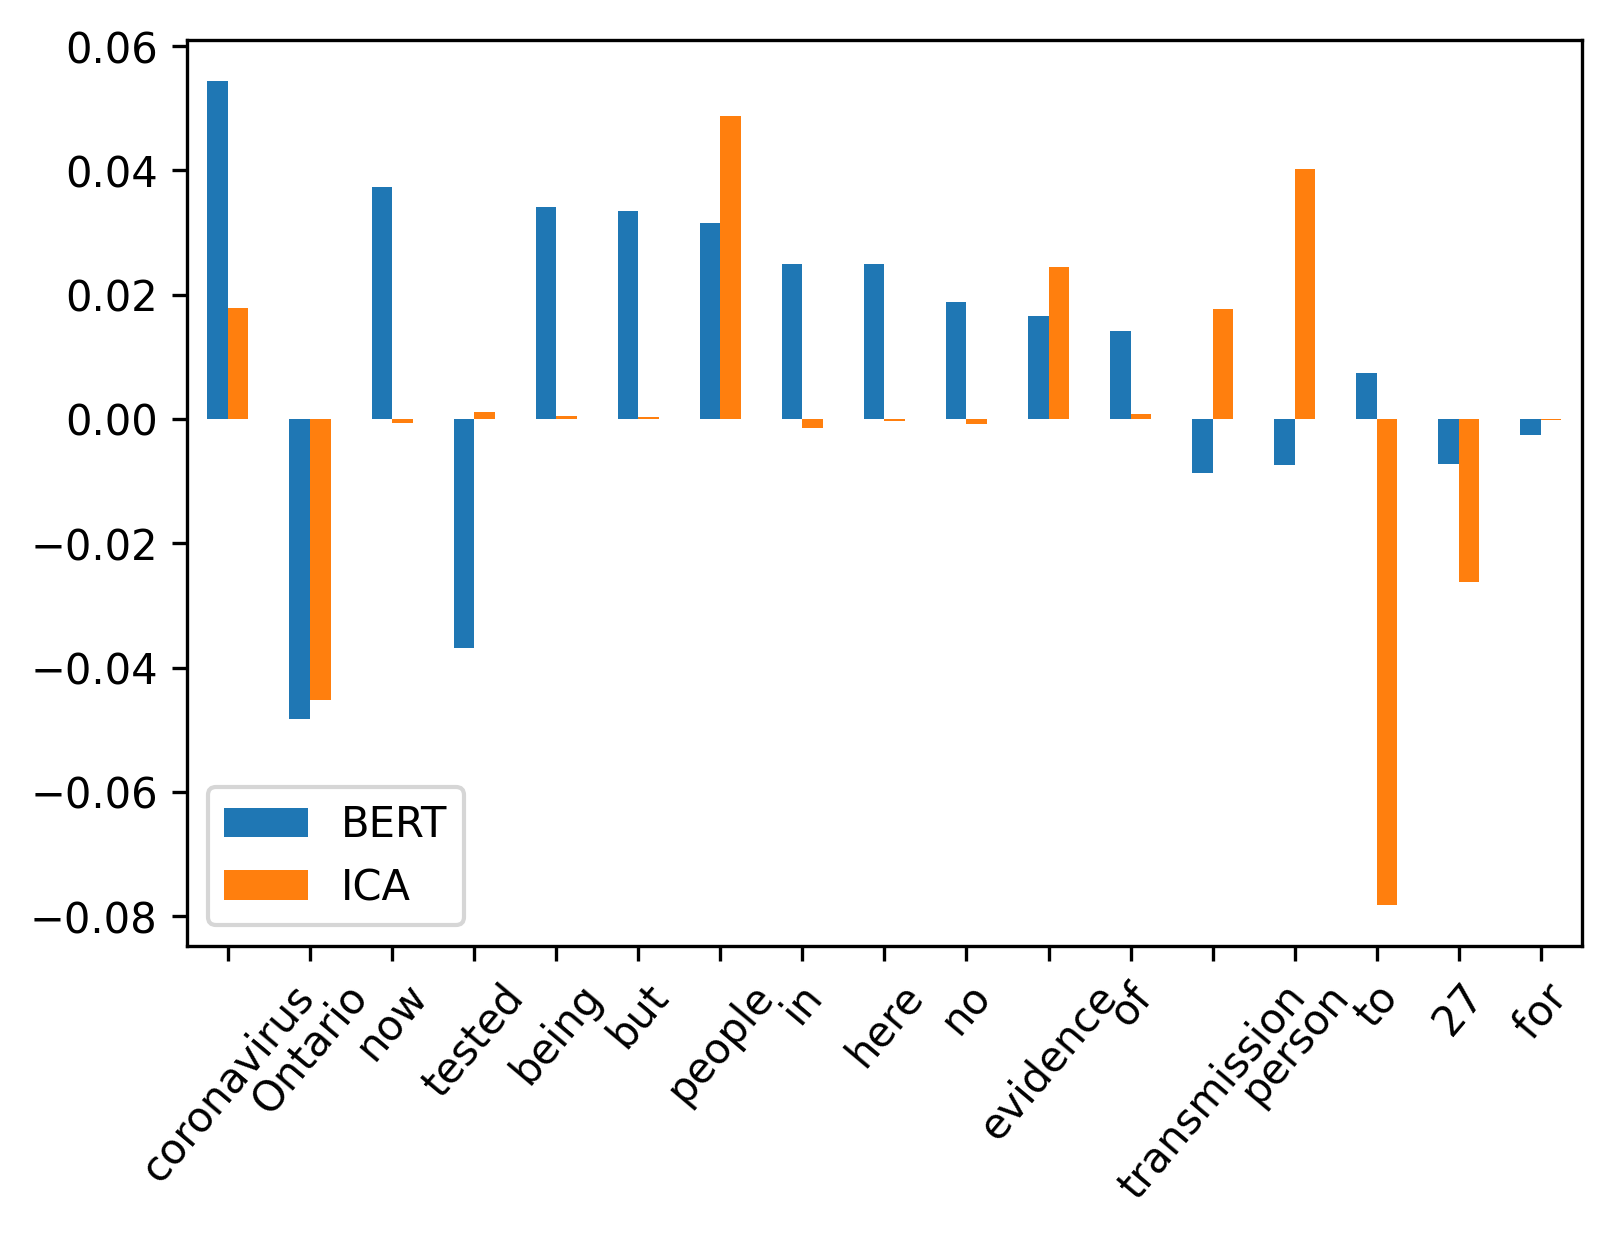 0.06
0.04
0.02
0.00
−0.02
−0.04
−0.06
−0.08
BERT
ICA
coronavirus
Ontario
now
tested
being
but
people
in
here
no
evidence
of
transmission
person
to
27
for